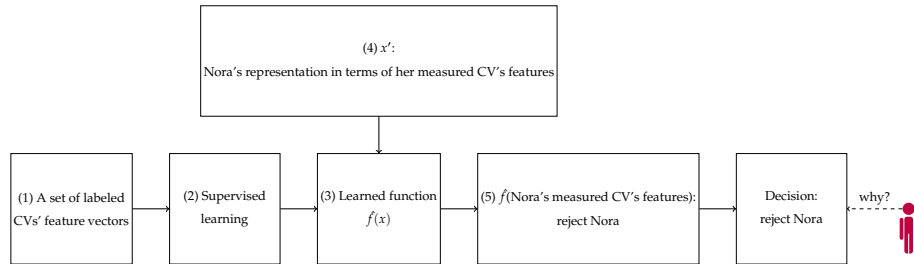 (4) x′:
Nora's representation in terms of her measured CV's features
(1) A set of labeled
CVs' feature vectors
(2) Supervised
learning
(3) Learned function
f̂(x)
(5) f̂(Nora's measured CV's features):
reject Nora
Decision:
reject Nora
why?